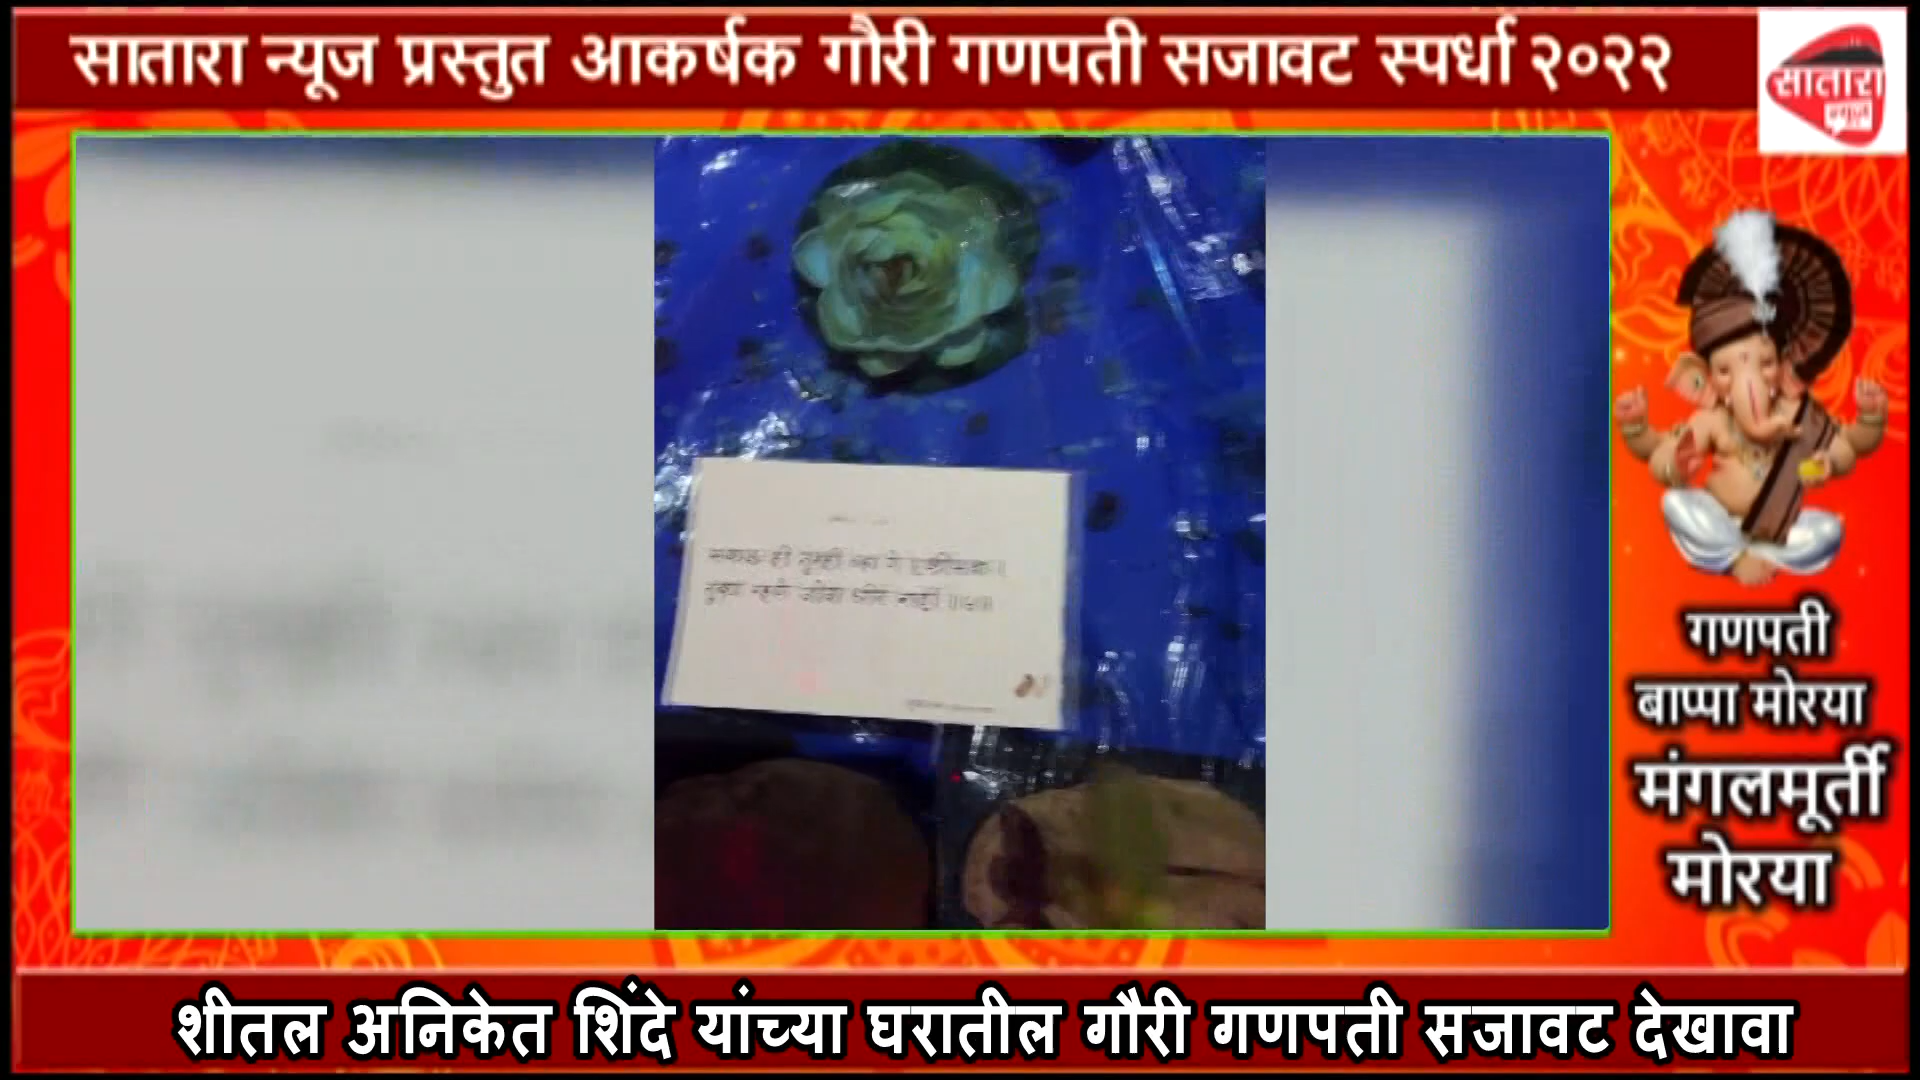 सातारा न्यूज प्रस्तुत आकर्षक गौरी गणपती सजावट स्पर्धा २०२२
सातारा
न्यूज
गणपती
बाप्पा मोरया
मंगलमूर्ती
मोरया
शीतल अनिकेत शिंदे यांच्या घरातील गौरी गणपती सजावट देखावा